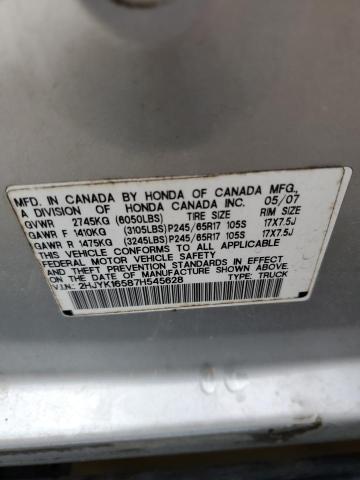 MFD. IN CANADA BY HONDA OF CANADA MFG.,
A DIVISION OF HONDA CANADA INC. 05/07
GVWR 2745KG (6050LBS) TIRE SIZE RIM SIZE
GAWR F 1410KG (3105LBS)P245/65R17 105S 17X7.5J
GAWR R 1475KG (3245LBS)P245/65R17 105S 17X7.5J
THIS VEHICLE CONFORMS TO ALL APPLICABLE
FEDERAL MOTOR VEHICLE SAFETY
AND THEFT PREVENTION STANDARDS IN EFFECT ON
THE DATE OF MANUFACTURE SHOWN ABOVE.
V.I.N.: 2HJYK16587H545628 TYPE: TRUCK